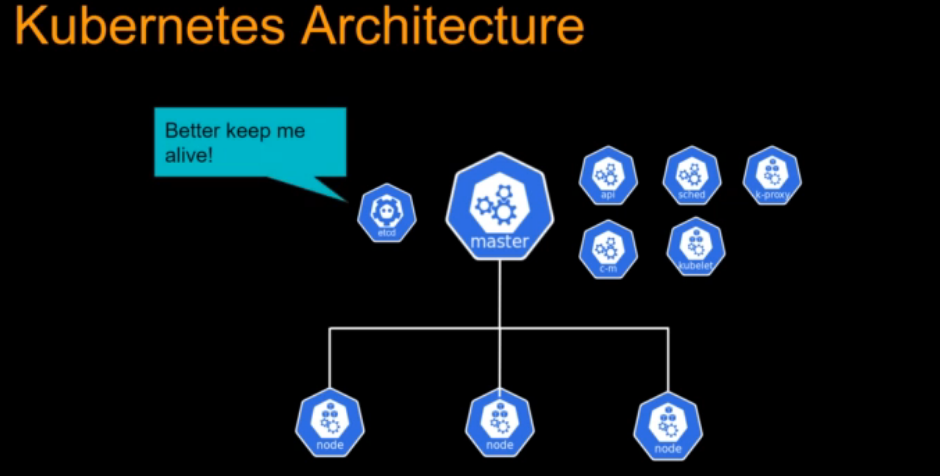 Kubernetes Architecture
Better keep me
alive!
etcd
master
api
sched
k-proxy
c-m
kubelet
node
node
node